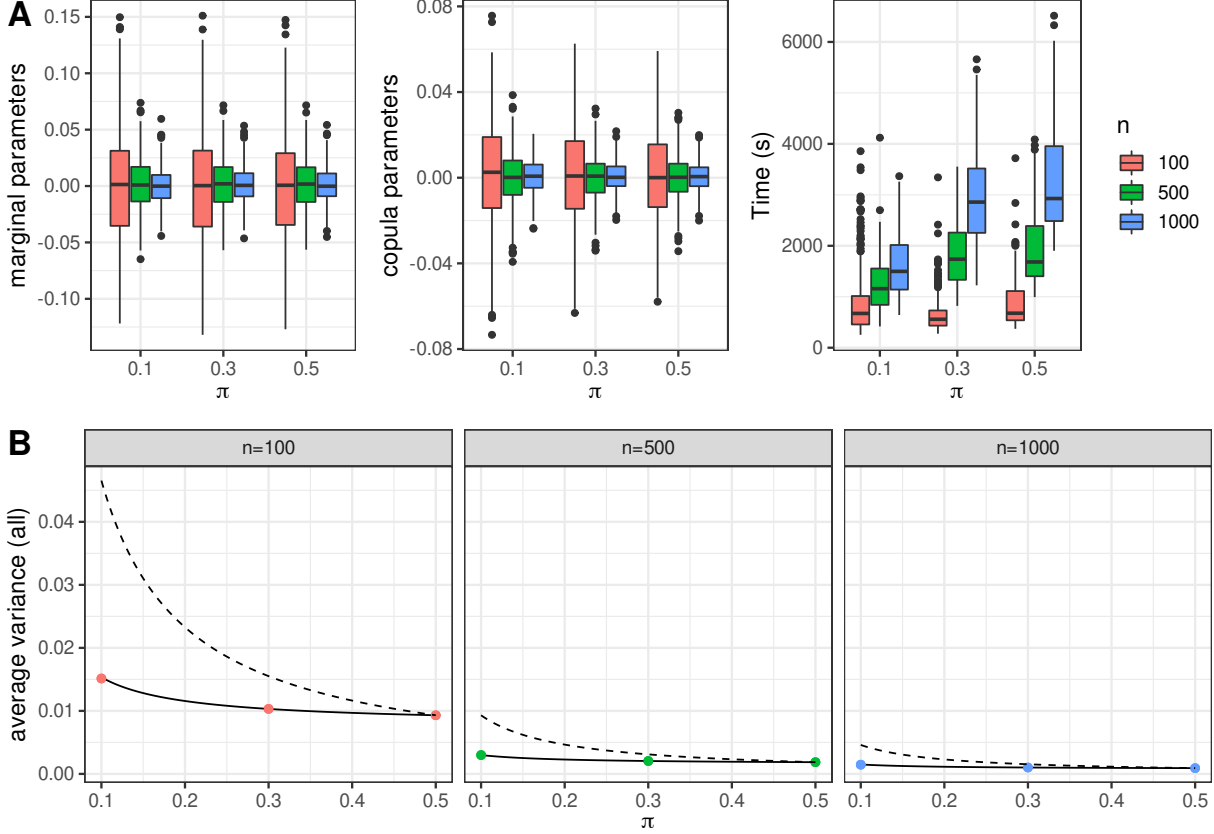 A
marginal parameters
0.15
0.10
0.05
0.00
-0.05
-0.10
0.1 0.3 0.5
π
copula parameters
0.08
0.04
0.00
-0.04
-0.08
0.1 0.3 0.5
π
Time (s)
6000
4000
2000
0
0.1 0.3 0.5
π
n
100
500
1000
B
n=100 n=500 n=1000
average variance (all)
0.04
0.03
0.02
0.01
0.00
0.1 0.2 0.3 0.4 0.5 0.1 0.2 0.3 0.4 0.5 0.1 0.2 0.3 0.4 0.5
π